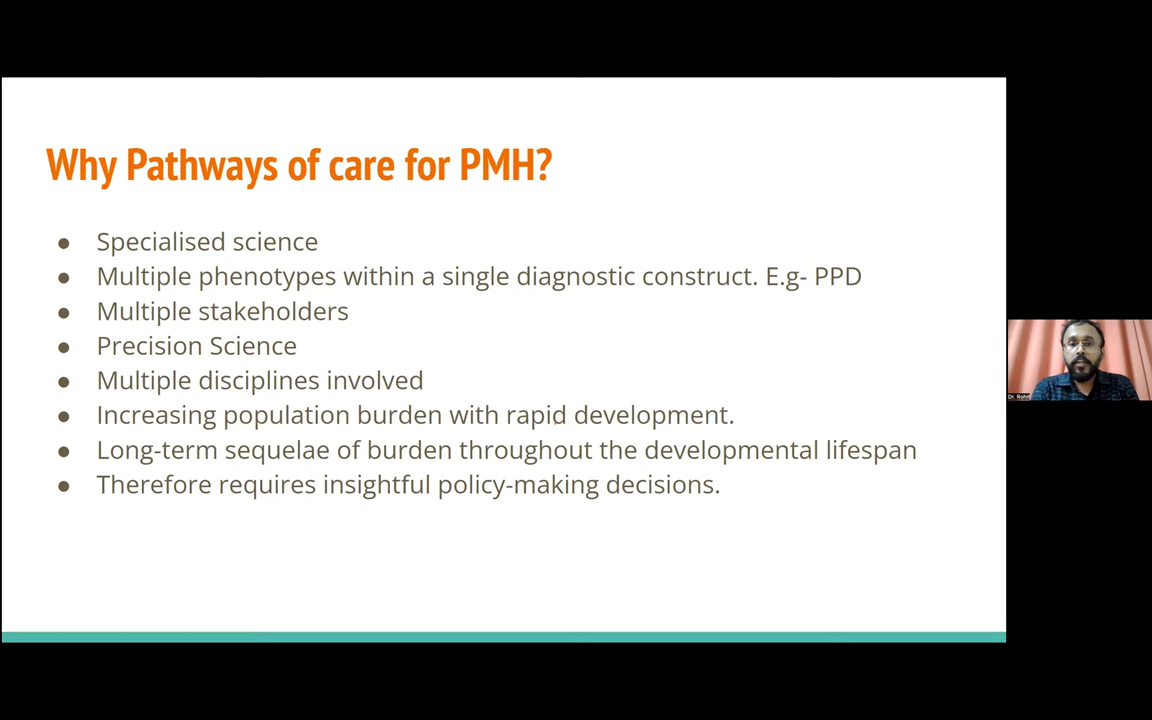 Why Pathways of care for PMH?
● Specialised science
● Multiple phenotypes within a single diagnostic construct. E.g- PPD
● Multiple stakeholders
● Precision Science
● Multiple disciplines involved
● Increasing population burden with rapid development.
● Long-term sequelae of burden throughout the developmental lifespan
● Therefore requires insightful policy-making decisions.
Dr. Rohit